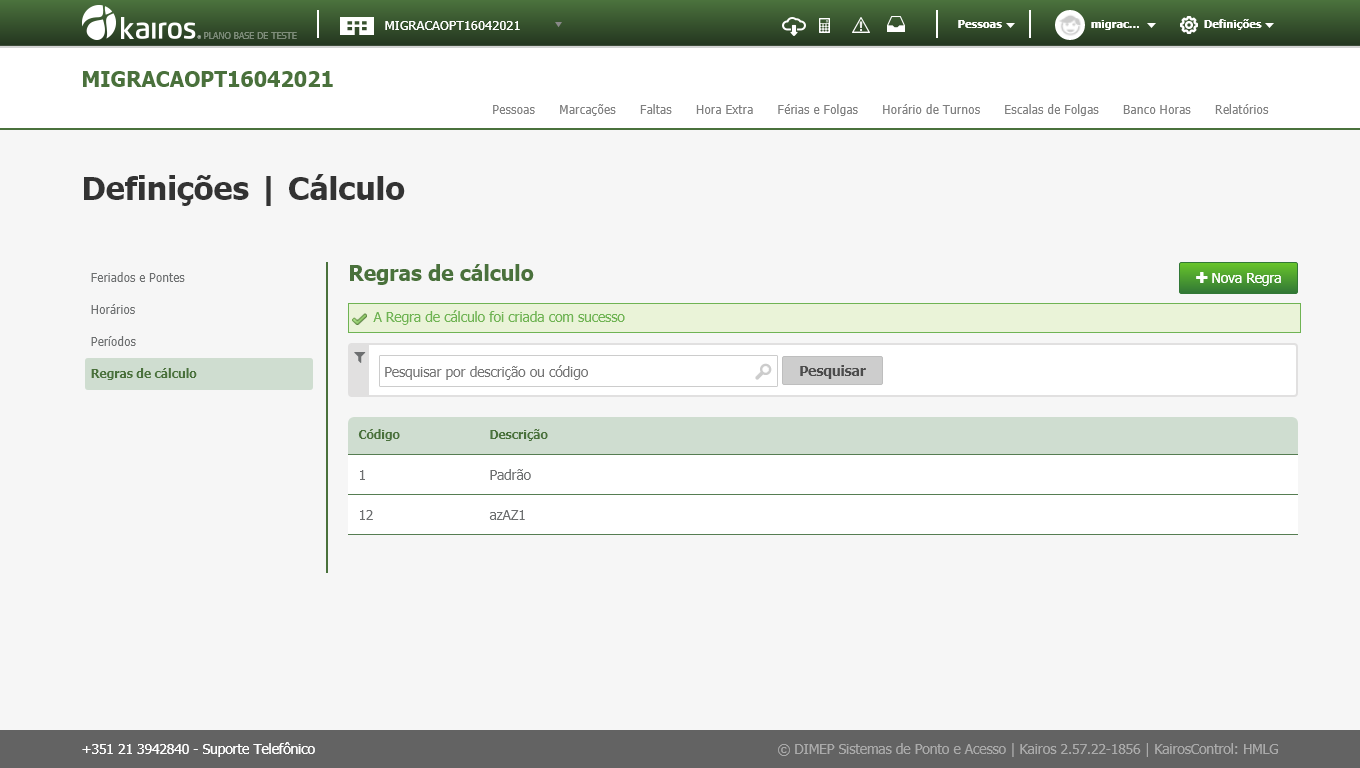 kairos. PLANO BASE DE TESTE MIGRACAOPT16042021 Pessoas migrac... Definições
MIGRACAOPT16042021
Pessoas Marcações Faltas Hora Extra Férias e Folgas Horário de Turnos Escalas de Folgas Banco Horas Relatórios
Definições | Cálculo
Feriados e Pontes
Horários
Períodos
Regras de cálculo
Regras de cálculo
Nova Regra
A Regra de cálculo foi criada com sucesso
Pesquisar por descrição ou código Pesquisar
Código Descrição
1 Padrão
12 azAZ1
+351 21 3942840 - Suporte Telefônico © DIMEP Sistemas de Ponto e Acesso | Kairos 2.57.22-1856 | KairosControl: HMLG